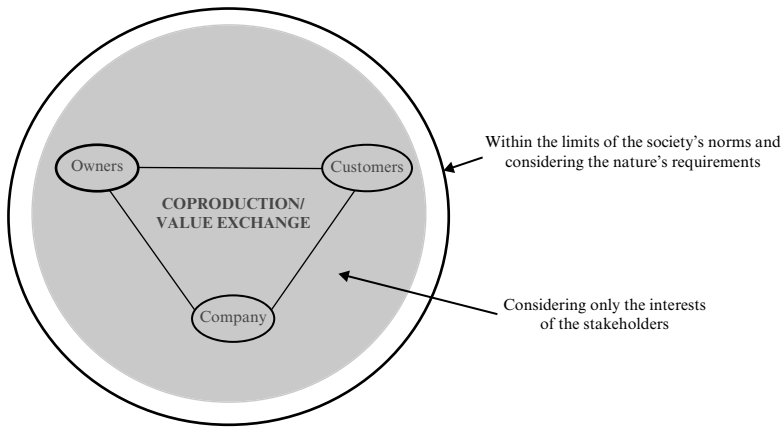 Within the limits of the society's norms and
considering the nature's requirements
Owners
Customers
COPRODUCTION/
VALUE EXCHANGE
Company
Considering only the interests
of the stakeholders